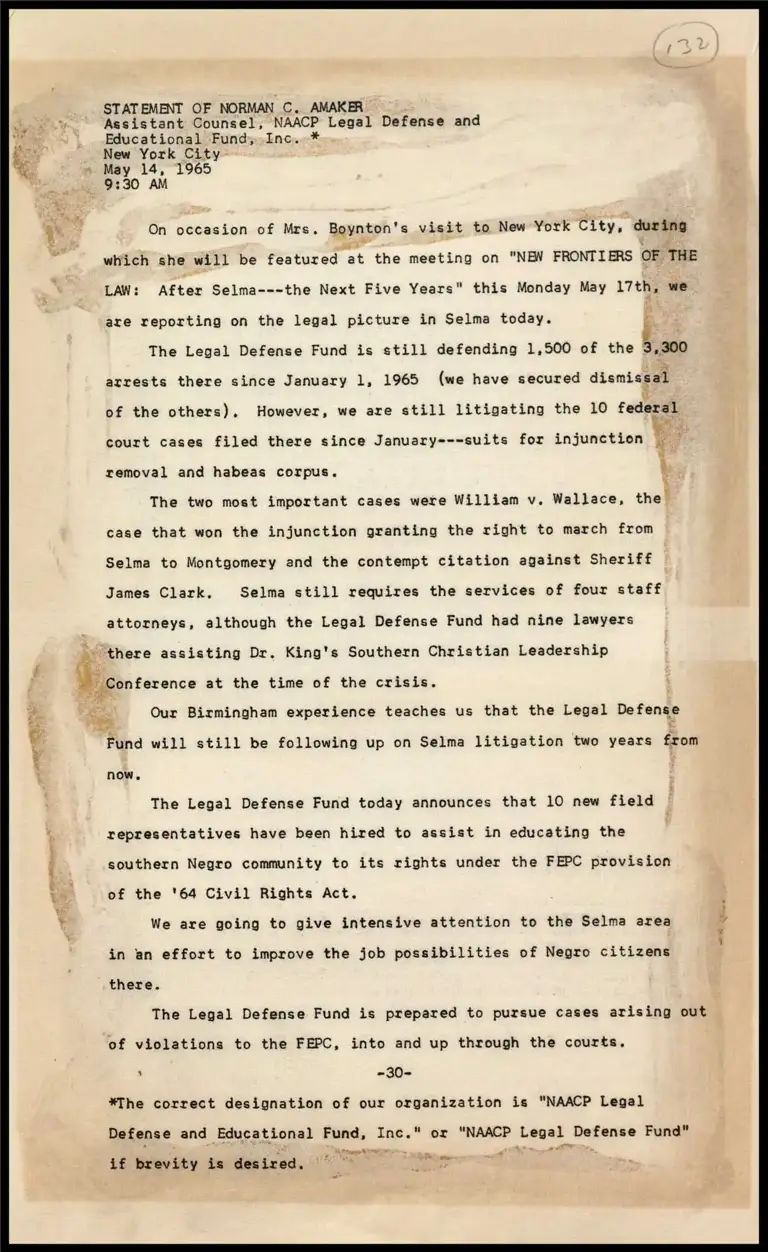 132
STATEMENT OF NORMAN C. AMAKER
Assistant Counsel, NAACP Legal Defense and
Educational Fund, Inc. *
New York City
May 14, 1965
9:30 AM
On occasion of Mrs. Boynton's visit to New York City, during
which she will be featured at the meeting on "NEW FRONTIERS OF THE
LAW: After Selma---the Next Five Years" this Monday May 17th, we
are reporting on the legal picture in Selma today.
The Legal Defense Fund is still defending 1,500 of the 3,300
arrests there since January 1, 1965 (we have secured dismissal
of the others). However, we are still litigating the 10 federal
court cases filed there since January---suits for injunction
removal and habeas corpus.
The two most important cases were William v. Wallace, the
case that won the injunction granting the right to march from
Selma to Montgomery and the contempt citation against Sheriff
James Clark. Selma still requires the services of four staff
attorneys, although the Legal Defense Fund had nine lawyers
there assisting Dr. King's Southern Christian Leadership
Conference at the time of the crisis.
Our Birmingham experience teaches us that the Legal Defense
Fund will still be following up on Selma litigation two years from
now.
The Legal Defense Fund today announces that 10 new field
representatives have been hired to assist in educating the
southern Negro community to its rights under the FEPC provision
of the '64 Civil Rights Act.
We are going to give intensive attention to the Selma area
in an effort to improve the job possibilities of Negro citizens
there.
The Legal Defense Fund is prepared to pursue cases arising out
of violations to the FEPC, into and up through the courts.
-30-
*The correct designation of our organization is "NAACP Legal
Defense and Educational Fund, Inc." or "NAACP Legal Defense Fund"
if brevity is desired.